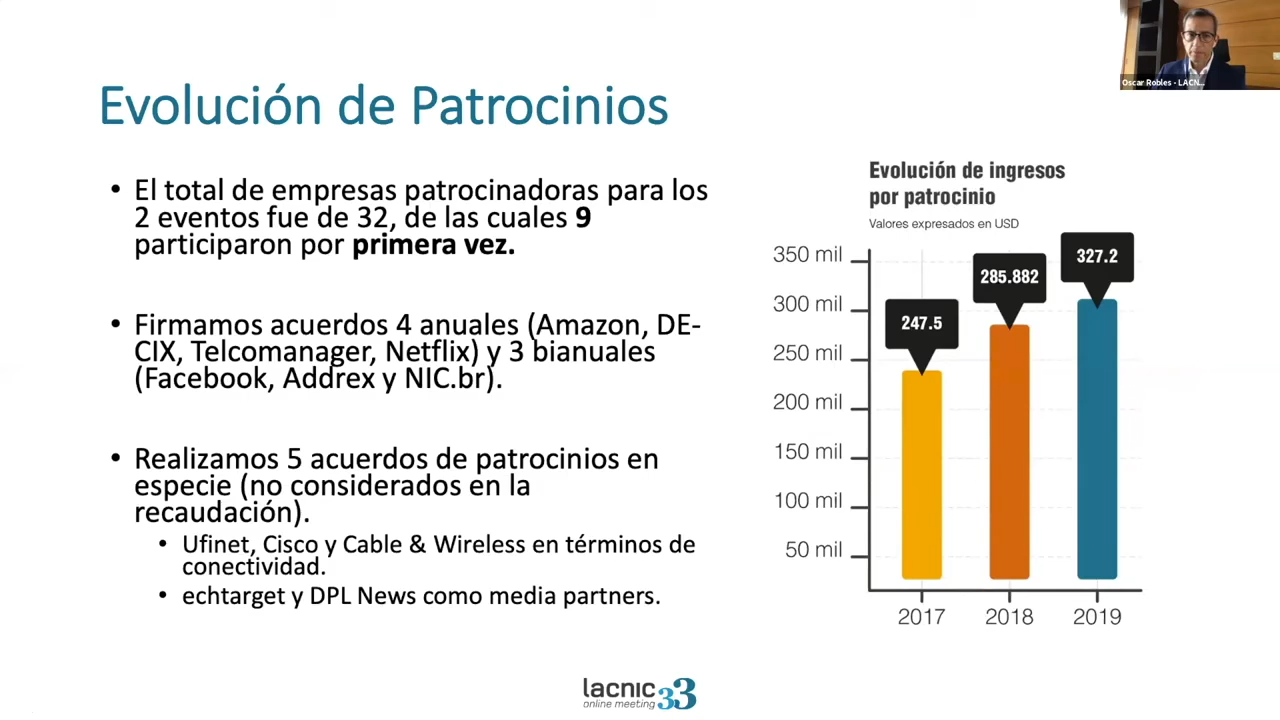 Oscar Robles - LACN...
Evolución de Patrocinios
• El total de empresas patrocinadoras para los
2 eventos fue de 32, de las cuales 9
participaron por primera vez.
• Firmamos acuerdos 4 anuales (Amazon, DE-
CIX, Telcomanager, Netflix) y 3 bianuales
(Facebook, Addrex y NIC.br).
• Realizamos 5 acuerdos de patrocinios en
especie (no considerados en la
recaudación).
• Ufinet, Cisco y Cable & Wireless en términos de
conectividad.
• echtarget y DPL News como media partners.
Evolución de ingresos
por patrocinio
Valores expresados en USD
350 mil
300 mil
250 mil
200 mil
150 mil
100 mil
50 mil
247.5
285.882
327.2
2017 2018 2019
lacnic 33
online meeting